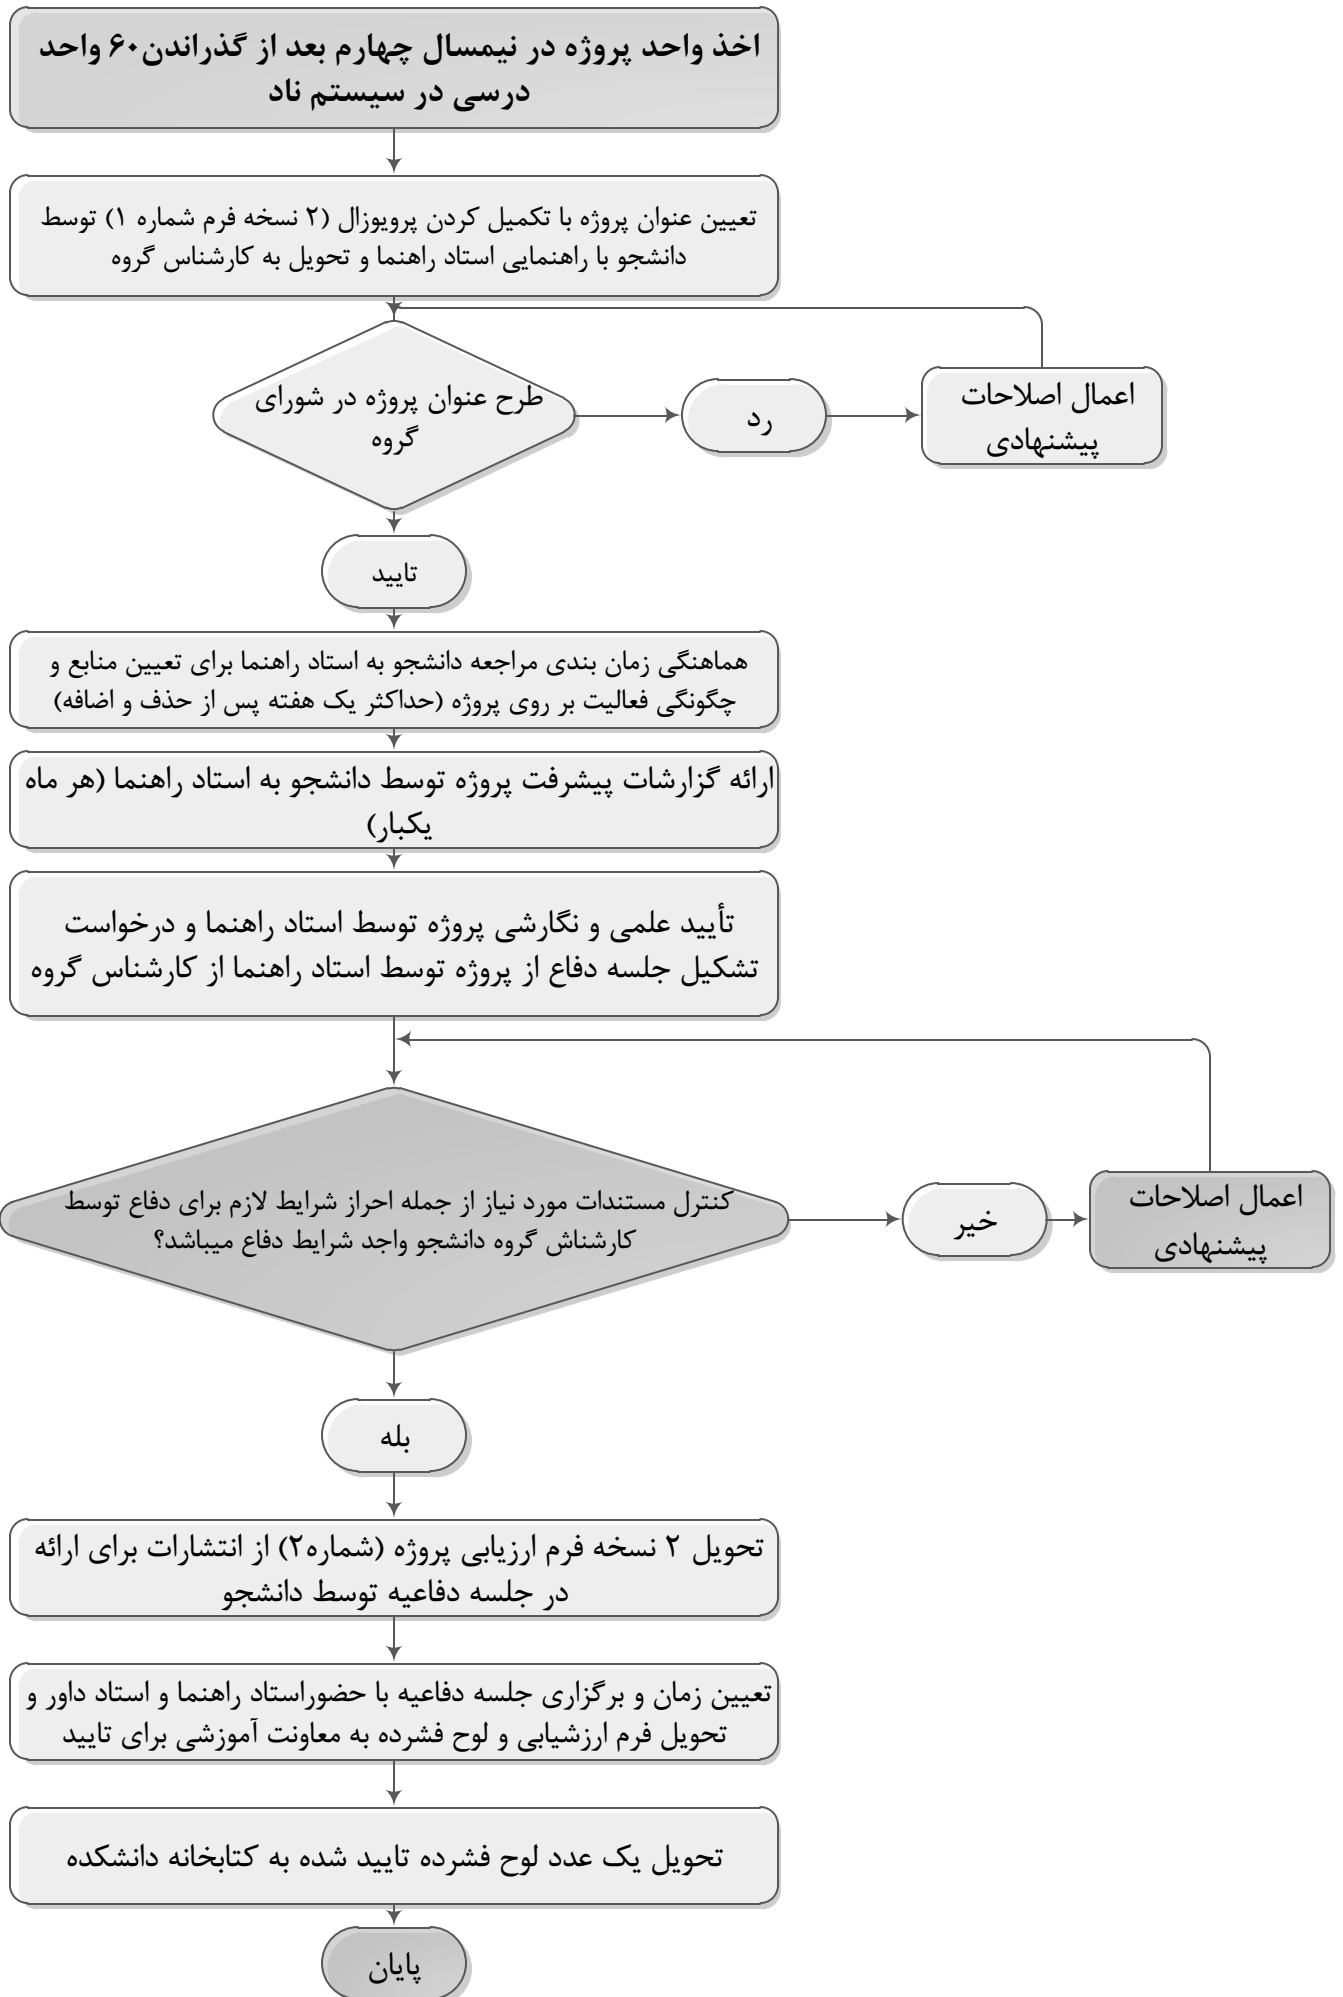 اخذ واحد پروژه در نیمسال چهارم بعد از گذراندن۶۰ واحد
درسی در سیستم ناد
تعیین عنوان پروژه با تکمیل کردن پروپوزال (۲ نسخه فرم شماره ۱) توسط
دانشجو با راهنمایی استاد راهنما و تحویل به کارشناس گروه
طرح عنوان پروژه در شورای
گروه
رد
اعمال اصلاحات
پیشنهادی
تایید
هماهنگی زمان بندی مراجعه دانشجو به استاد راهنما برای تعیین منابع و
چگونگی فعالیت بر روی پروژه (حداکثر یک هفته پس از حذف و اضافه)
ارائه گزارشات پیشرفت پروژه توسط دانشجو به استاد راهنما (هر ماه
یکبار)
تأیید علمی و نگارشی پروژه توسط استاد راهنما و درخواست
تشکیل جلسه دفاع از پروژه توسط استاد راهنما از کارشناس گروه
کنترل مستندات مورد نیاز از جمله احراز شرایط لازم برای دفاع توسط
کارشناش گروه دانشجو واجد شرایط دفاع میباشد؟
خیر
اعمال اصلاحات
پیشنهادی
بله
تحویل ۲ نسخه فرم ارزیابی پروژه (شماره۲) از انتشارات برای ارائه
در جلسه دفاعیه توسط دانشجو
تعیین زمان و برگزاری جلسه دفاعیه با حضوراستاد راهنما و استاد داور و
تحویل فرم ارزشیابی و لوح فشرده به معاونت آموزشی برای تایید
تحویل یک عدد لوح فشرده تایید شده به کتابخانه دانشکده
پایان